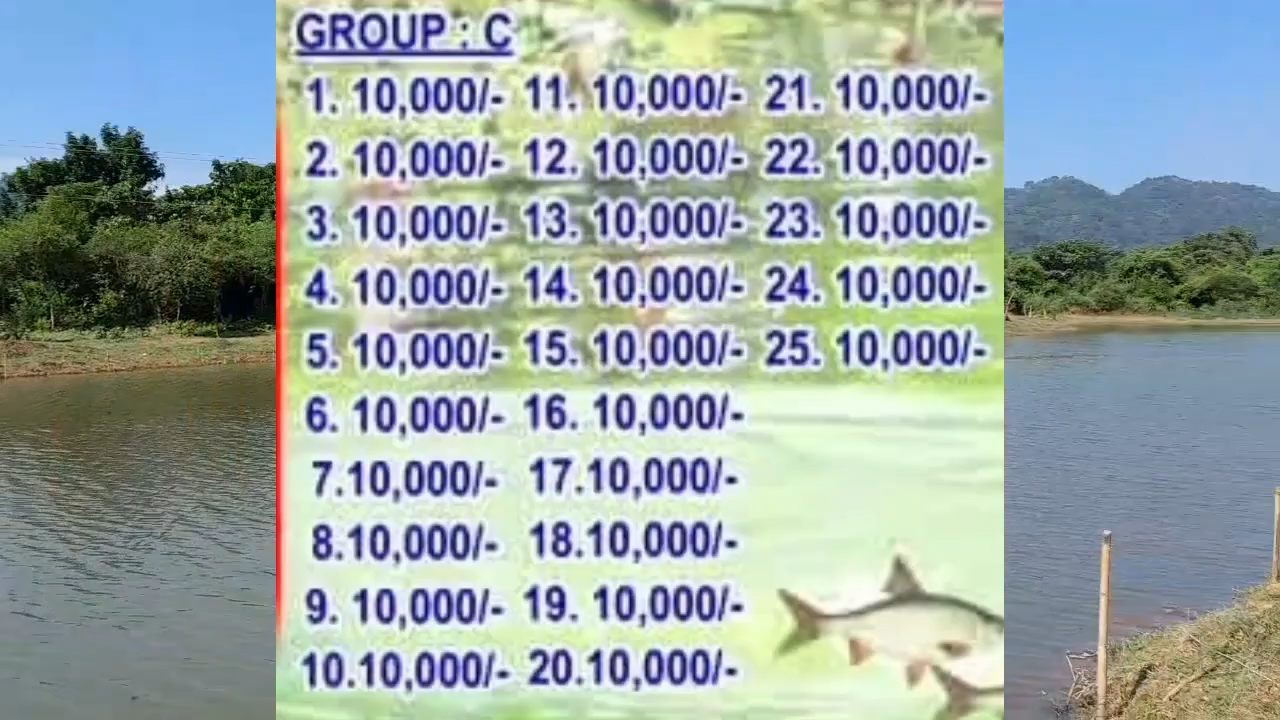 GROUP : C
1. 10,000/- 11. 10,000/- 21. 10,000/-
2. 10,000/- 12. 10,000/- 22. 10,000/-
3. 10,000/- 13. 10,000/- 23. 10,000/-
4. 10,000/- 14. 10,000/- 24. 10,000/-
5. 10,000/- 15. 10,000/- 25. 10,000/-
6. 10,000/- 16. 10,000/-
7.10,000/- 17.10,000/-
8.10,000/- 18.10,000/-
9. 10,000/- 19. 10,000/-
10.10,000/- 20.10,000/-